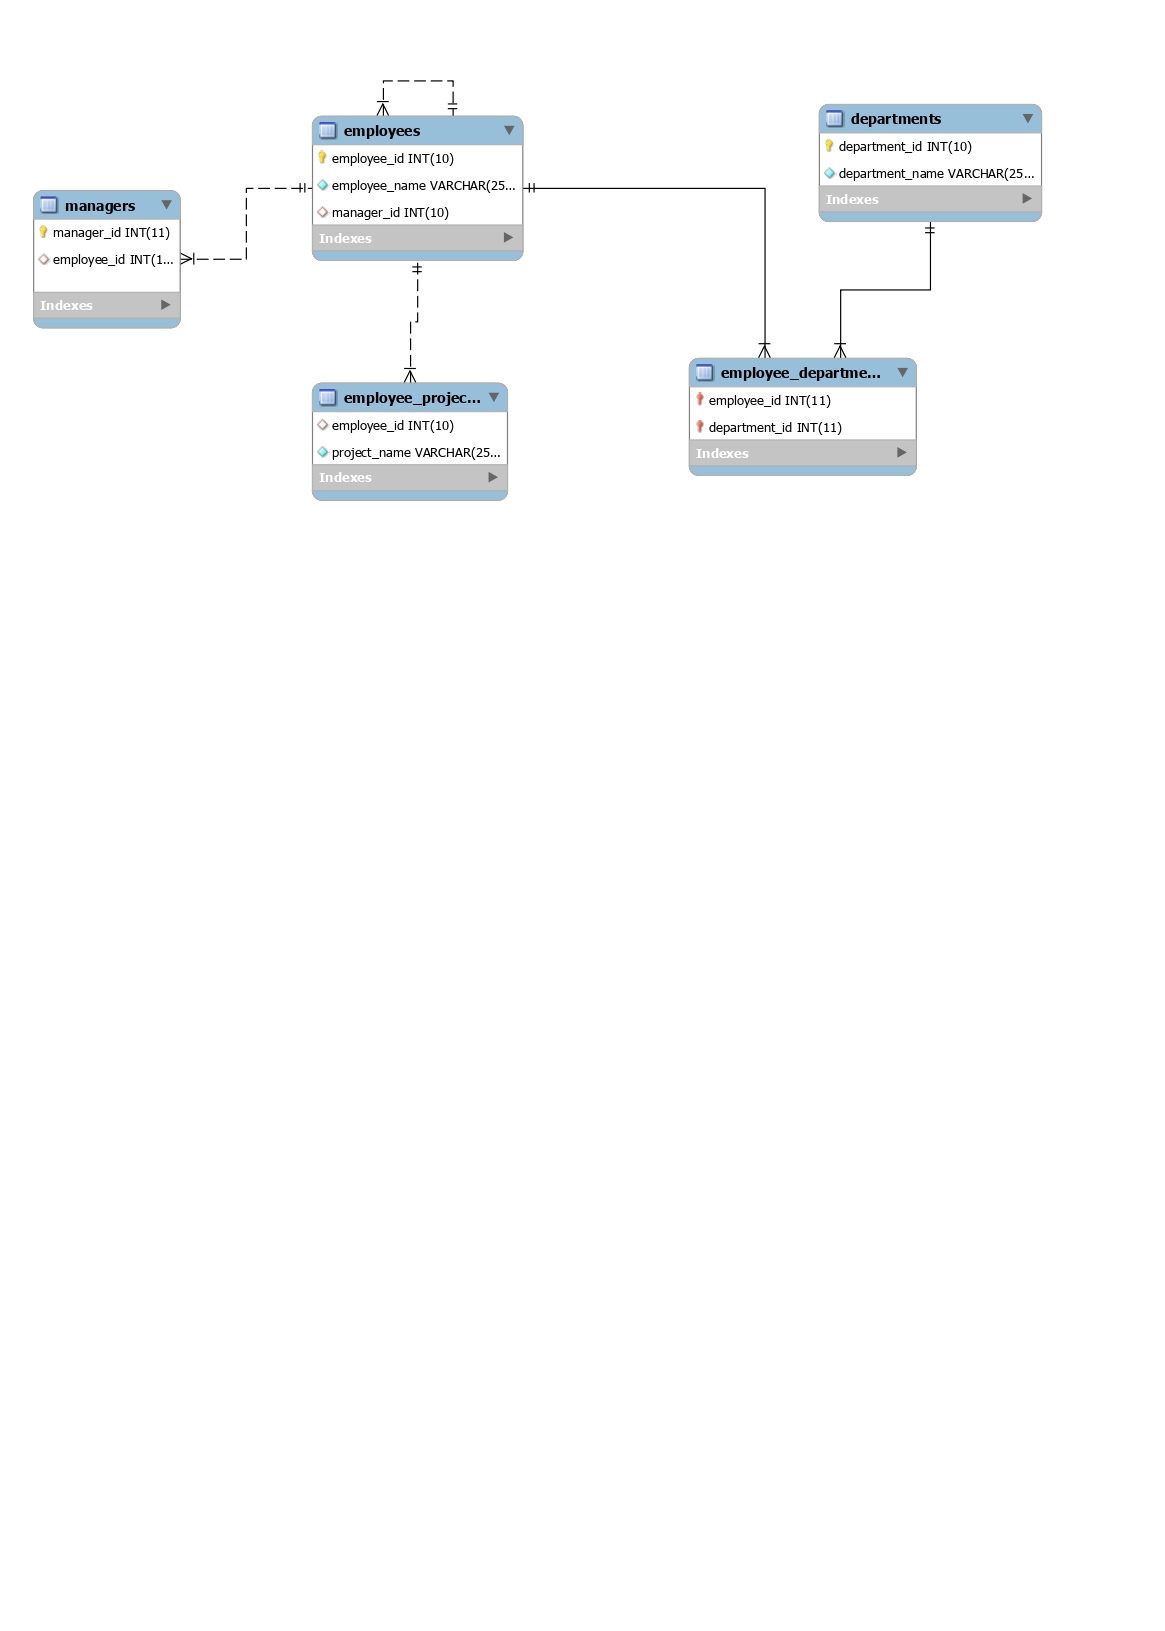 employees
employee_id INT(10)
employee_name VARCHAR(25...
manager_id INT(10)
Indexes
departments
department_id INT(10)
department_name VARCHAR(25...
Indexes
managers
manager_id INT(11)
employee_id INT(1...
Indexes
employee_projec...
employee_id INT(10)
project_name VARCHAR(25...
Indexes
employee_departme...
employee_id INT(11)
department_id INT(11)
Indexes